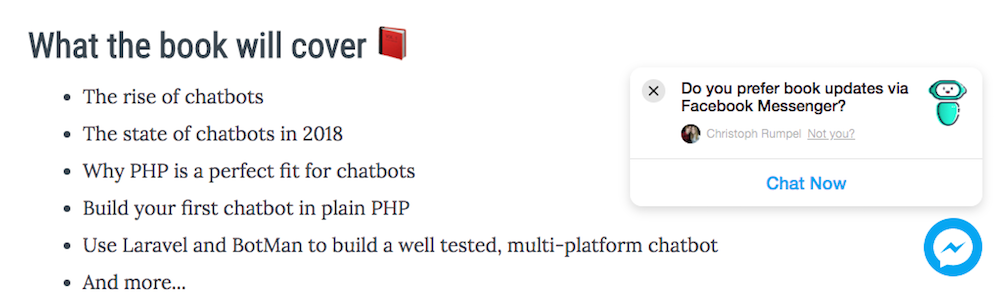 What the book will cover
The rise of chatbots
The state of chatbots in 2018
Why PHP is a perfect fit for chatbots
Build your first chatbot in plain PHP
Use Laravel and BotMan to build a well tested, multi-platform chatbot
And more...
Do you prefer book updates via
Facebook Messenger?
Christoph Rumpel Not you?
Chat Now